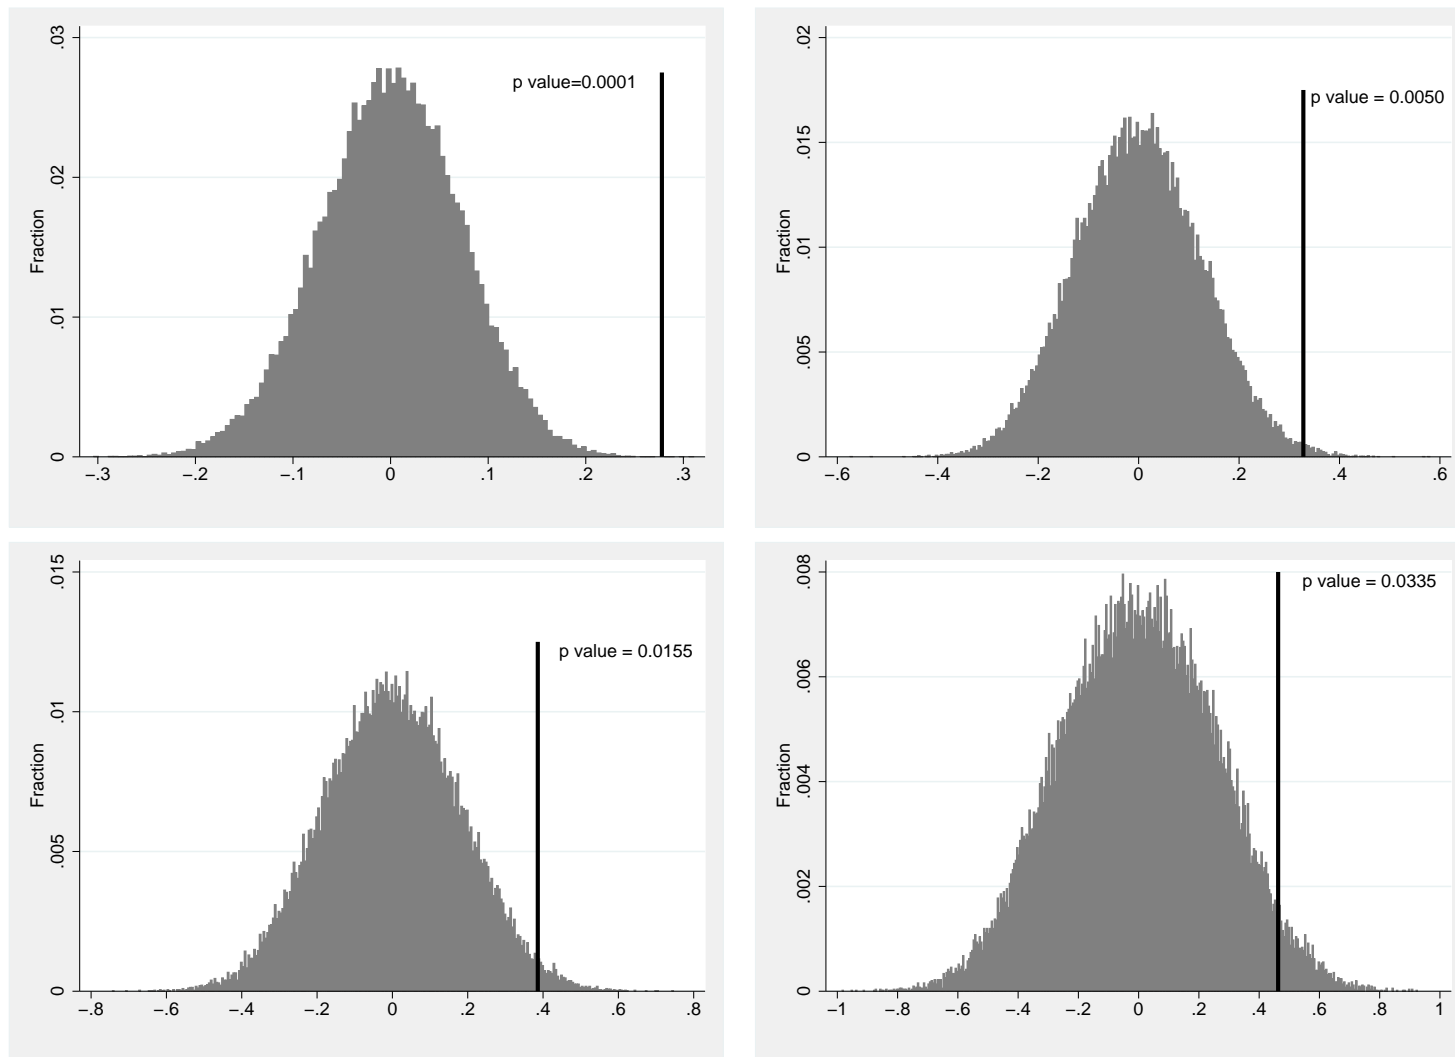 .03
p value=0.0001
.02
Fraction
.01
0
−.3 −.2 −.1 0 .1 .2 .3
.02
p value = 0.0050
.015
.01
Fraction
.005
0
−.6 −.4 −.2 0 .2 .4 .6
.015
p value = 0.0155
.01
Fraction
.005
0
−.8 −.6 −.4 −.2 0 .2 .4 .6 .8
.008
p value = 0.0335
.006
.004
Fraction
.002
0
−1 −.8 −.6 −.4 −.2 0 .2 .4 .6 .8 1